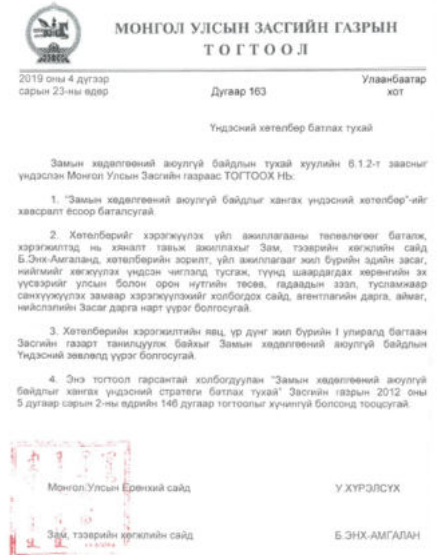 МОНГОЛ УЛСЫН ЗАСГИЙН ГАЗРЫН
ТОГТООЛ
2019 оны 4 дүгээр
сарын 23-ны өдөр
Дугаар 163
Улаанбаатар
хот
Үндэсний хөтөлбөр батлах тухай
Замын хөдөлгөөний аюулгүй байдлын тухай хуулийн 6.1.2-т заасныг
үндэслэн Монгол Улсын Засгийн газраас ТОГТООХ НЬ:
1. "Замын хөдөлгөөний аюулгүй байдлыг хангах үндэсний хөтөлбөр"-ийг
хавсралт ёсоор баталсугай.
2. Хөтөлбөрийг хэрэгжүүлэх үйл ажиллагааны төлөвлөгөөг баталж,
хэрэгжилтэд нь хяналт тавьж ажиллахыг Зам, тээврийн хөгжлийн сайд
Б.Энх-Амгаланд, хөтөлбөрийн зорилт, үйл ажиллагааг жил бүрийн эдийн засаг,
нийгмийг хөгжүүлэх үндсэн чиглэлд тусгаж, түүнд шаардагдах хөрөнгийн эх
үүсвэрийг улсын болон орон нутгийн төсөв, гадаадын зээл, тусламжаар
санхүүжүүлэх замаар хэрэгжүүлэхийг холбогдох сайд, агентлагийн дарга, аймаг,
нийслэлийн Засаг дарга нарт үүрэг болгосугай.
3. Хөтөлбөрийн хэрэгжилтийн явц, үр дүнг жил бүрийн I улиралд багтаан
Засгийн газарт танилцуулж байхыг Замын хөдөлгөөний аюулгүй байдлын
Үндэсний зөвлөлд үүрэг болгосугай.
4. Энэ тогтоол гарсантай холбогдуулан "Замын хөдөлгөөний аюулгүй
байдлыг хангах үндэсний стратеги батлах тухай" Засгийн газрын 2012 оны
5 дугаар сарын 2-ны өдрийн 146 дугаар тогтоолыг хүчингүй болсонд тооцсугай.
Монгол Улсын Ерөнхий сайд
У.ХҮРЭЛСҮХ
Зам, тээврийн хөгжлийн сайд
Б.ЭНХ-АМГАЛАН